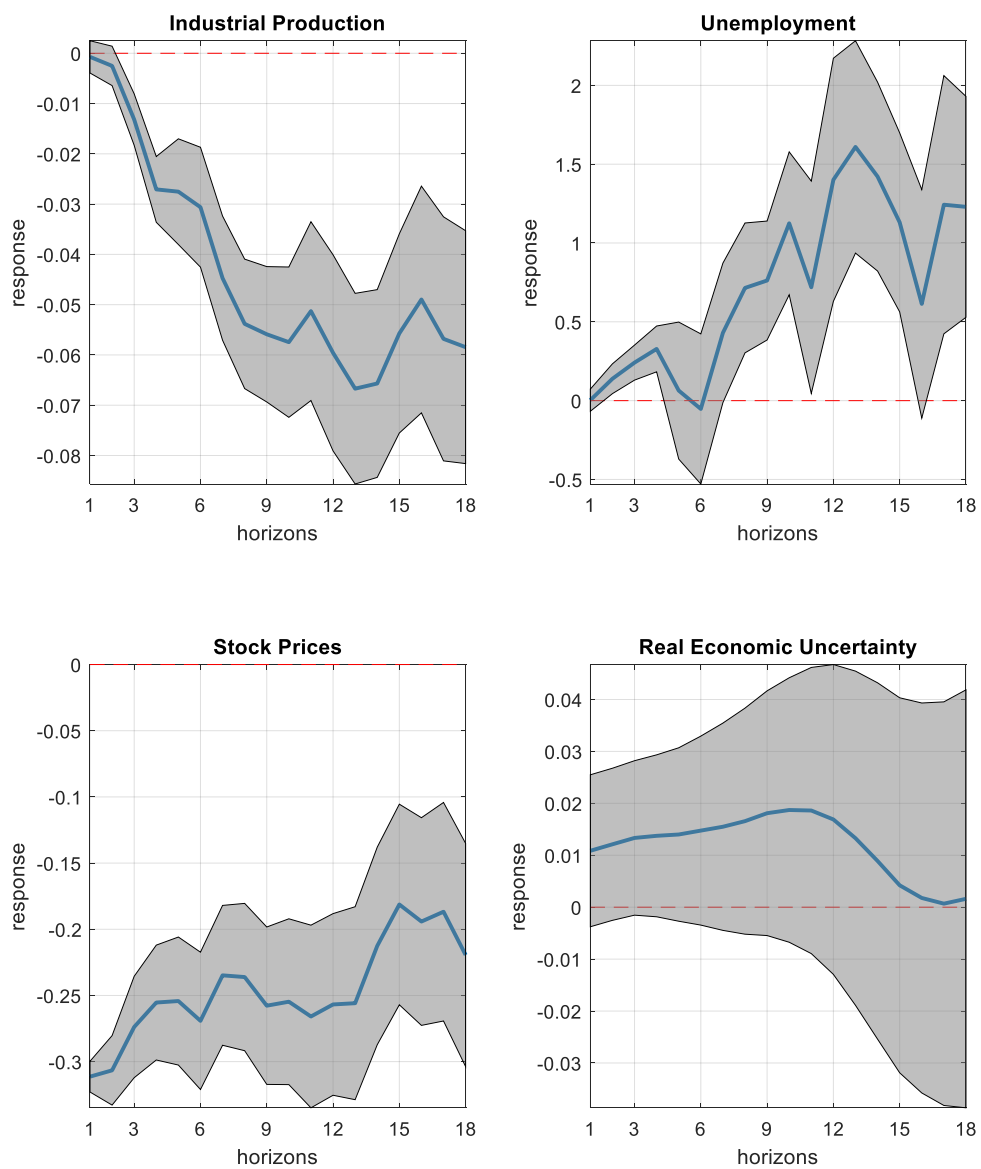 Industrial Production
0
-0.01
-0.02
-0.03
-0.04
-0.05
-0.06
-0.07
-0.08
response
1 3 6 9 12 15 18
horizons
Unemployment
2
1.5
1
0.5
0
-0.5
response
1 3 6 9 12 15 18
horizons
Stock Prices
0
-0.05
-0.1
-0.15
-0.2
-0.25
-0.3
response
1 3 6 9 12 15 18
horizons
Real Economic Uncertainty
0.04
0.03
0.02
0.01
0
-0.01
-0.02
-0.03
response
1 3 6 9 12 15 18
horizons